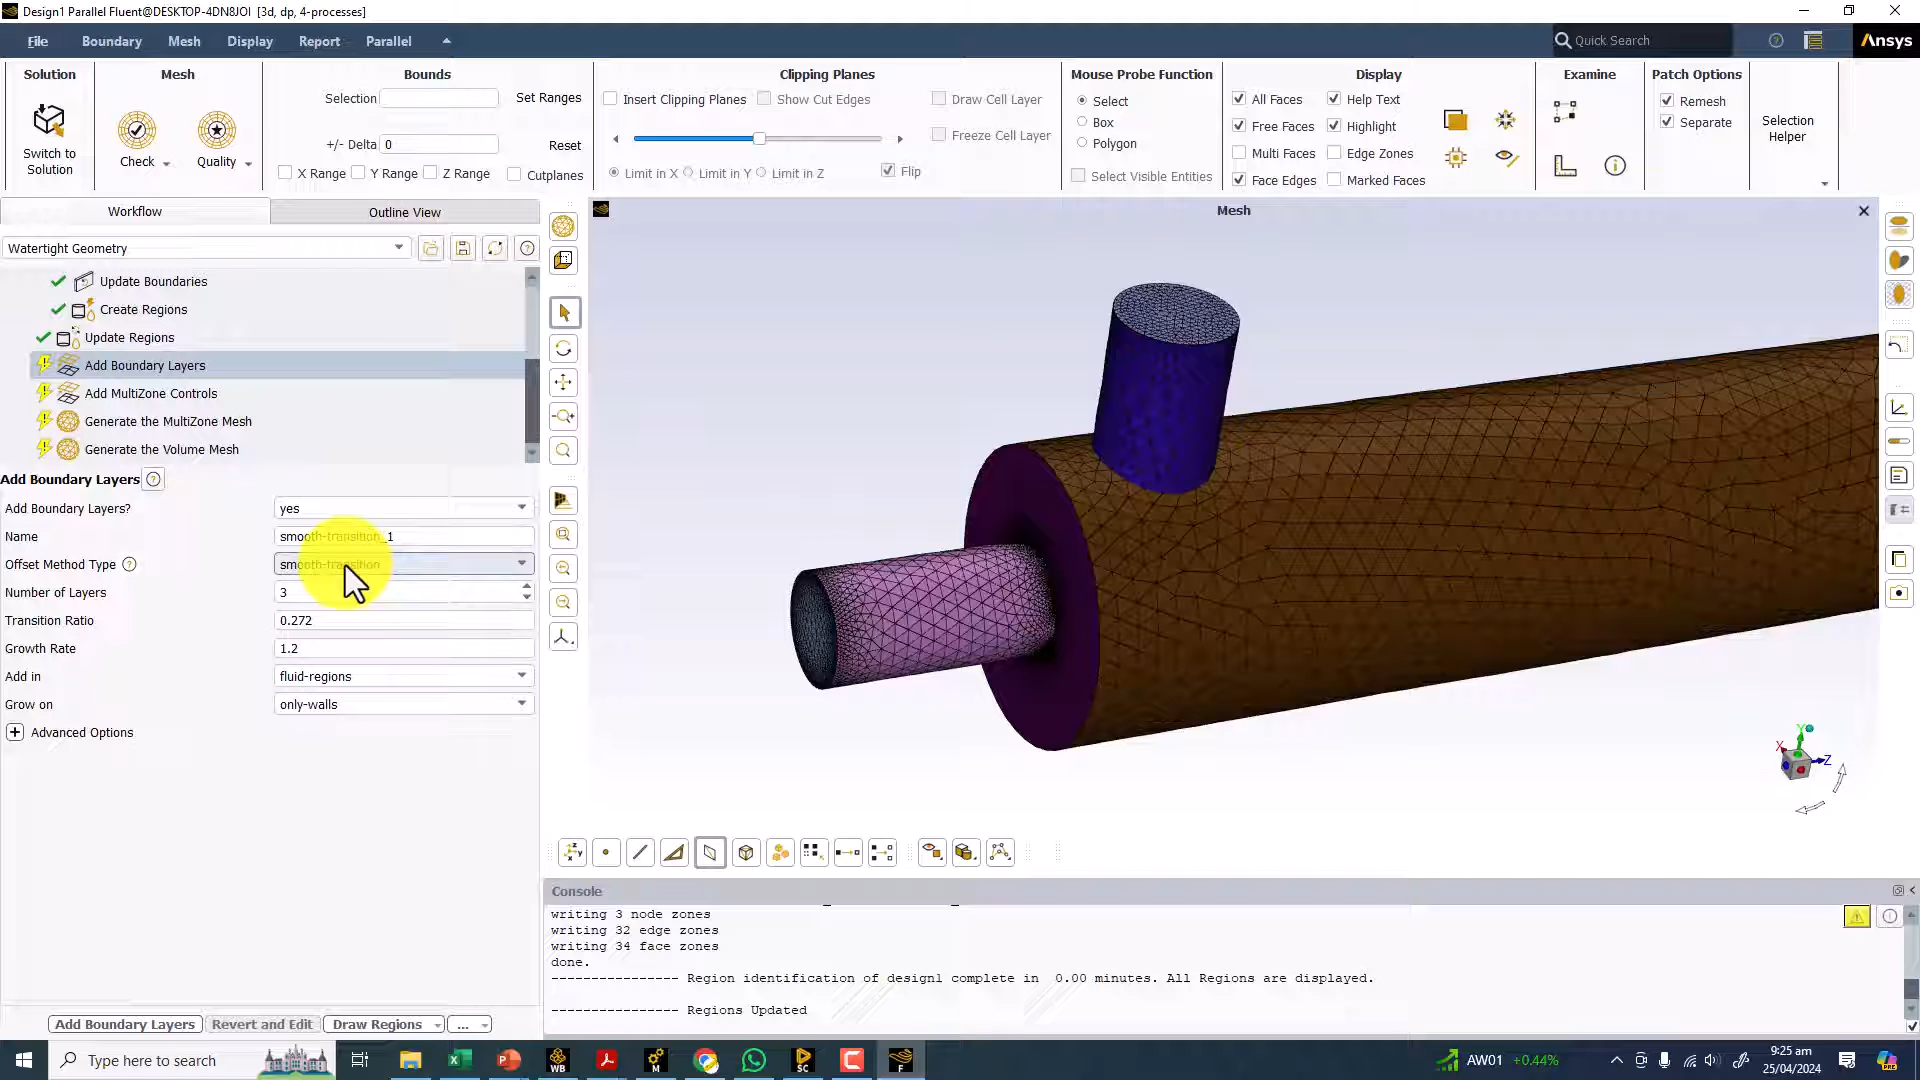 Design1 Parallel Fluent@DESKTOP-4DN8JOI [3d, dp, 4-processes]
File
Boundary
Mesh
Display
Report
Parallel
Quick Search
Ansys
Solution
Mesh
Bounds
Clipping Planes
Mouse Probe Function
Display
Examine
Patch Options
Switch to
Solution
Check
Quality
Selection
Set Ranges
+/- Delta 0
Reset
X Range
Y Range
Z Range
Cutplanes
Insert Clipping Planes
Show Cut Edges
Draw Cell Layer
Freeze Cell Layer
Limit in X
Limit in Y
Limit in Z
Flip
Select
Box
Polygon
Select Visible Entities
All Faces
Help Text
Free Faces
Highlight
Multi Faces
Edge Zones
Face Edges
Marked Faces
Remesh
Separate
Selection
Helper
Workflow
Outline View
Mesh
Watertight Geometry
Update Boundaries
Create Regions
Update Regions
Add Boundary Layers
Add MultiZone Controls
Generate the MultiZone Mesh
Generate the Volume Mesh
Add Boundary Layers
Add Boundary Layers?
yes
Name
smooth-transition_1
Offset Method Type
smooth-transition
Number of Layers
3
Transition Ratio
0.272
Growth Rate
1.2
Add in
fluid-regions
Grow on
only-walls
Advanced Options
Y
X
Z
Console
writing 3 node zones
writing 32 edge zones
writing 34 face zones
done.
---------------- Region identification of design1 complete in 0.00 minutes. All Regions are displayed.
---------------- Regions Updated
Add Boundary Layers
Revert and Edit
Draw Regions
...
Type here to search
WB
M
SC
F
AW01 +0.44%
9:25 am
25/04/2024
PRE